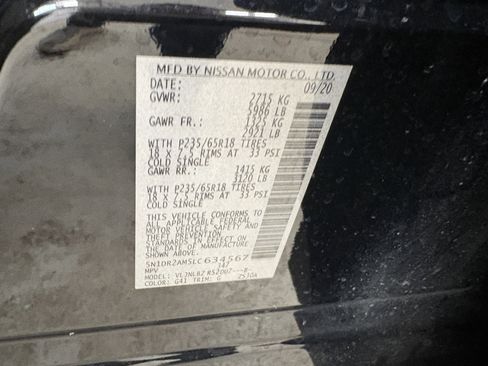 MFD BY NISSAN MOTOR CO., LTD.
DATE: 09/20
GVWR: 2715 KG
5986 LB
GAWR FR.: 1325 KG
2921 LB
WITH P235/65R18 TIRES
18 x 7.5 RIMS AT 33 PSI
COLD SINGLE
GAWR RR.: 1415 KG
3120 LB
WITH P235/65R18 TIRES
18 x 7.5 RIMS AT 33 PSI
COLD SINGLE
THIS VEHICLE CONFORMS TO
ALL APPLICABLE FEDERAL
MOTOR VEHICLE SAFETY AND
THEFT PREVENTION
STANDARDS IN EFFECT ON
THE DATE OF MANUFACTURE
SHOWN ABOVE.
5N1DR2AM5LC634567
MPV 147
MODEL:
COLOR: G41 TRIM: G